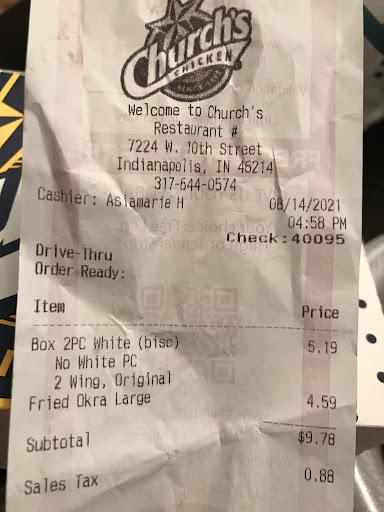 Church's
CHICKEN
Welcome to Church's
Restaurant #
7224 W. 10th Street
Indianapolis, IN 46214
317-644-0574
Cashier: Asiamarie H 08/14/2021
04:58 PM
Check:40095
Drive-Thru
Order Ready:
Item Price
Box 2PC White (bisc) 5.19
No White PC
2 Wing, Original
Fried Okra Large 4.59
Subtotal $9.78
Sales Tax 0.88